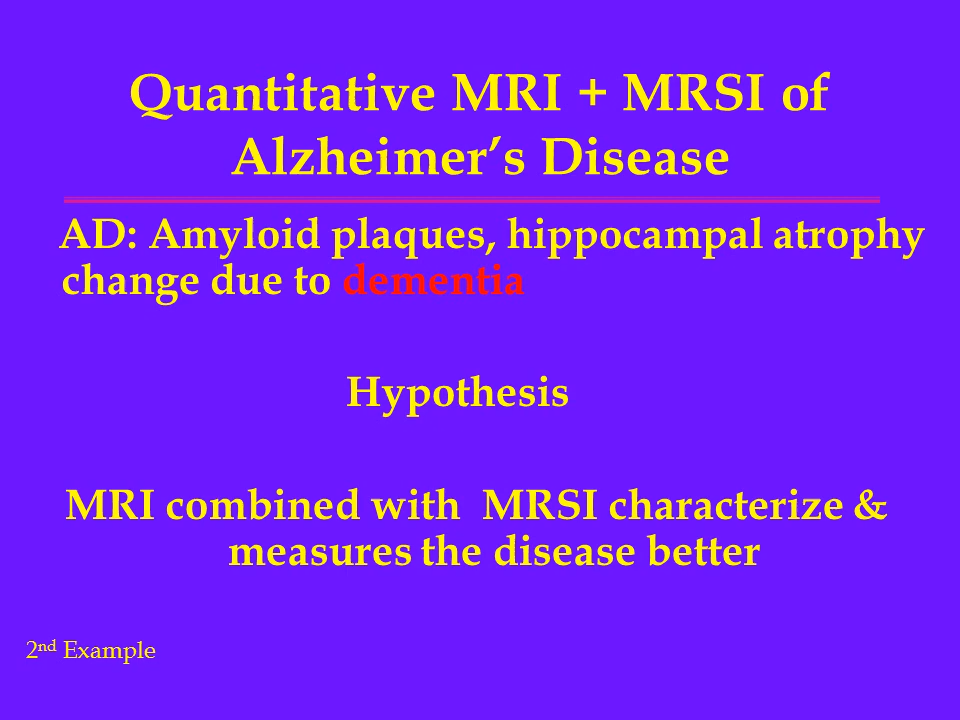 Quantitative MRI + MRSI of
Alzheimer’s Disease
AD: Amyloid plaques, hippocampal atrophy
change due to dementia
Hypothesis
MRI combined with  MRSI characterize &
measures the disease better
2nd Example